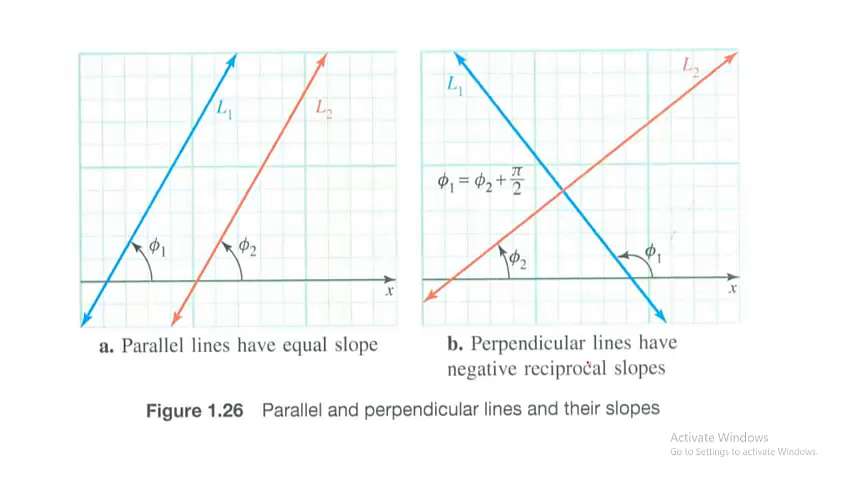 L₁
L₂
ϕ₁
ϕ₂
x
a. Parallel lines have equal slope
L₁
L₂
ϕ₁ = ϕ₂ + π/2
ϕ₂
ϕ₁
x
b. Perpendicular lines have
negative reciprocal slopes
Figure 1.26 Parallel and perpendicular lines and their slopes
Activate Windows
Go to Settings to activate Windows.